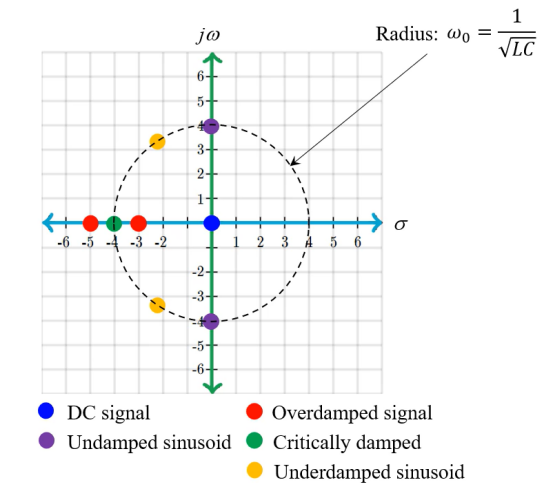 jω
Radius: ω₀ = 1/√LC
6
5
4
3
2
1
-6 -5 -4 -3 -2 1 2 3 4 5 6
σ
-2
-3
-4
-5
-6
DC signal
Overdamped signal
Undamped sinusoid
Critically damped
Underdamped sinusoid